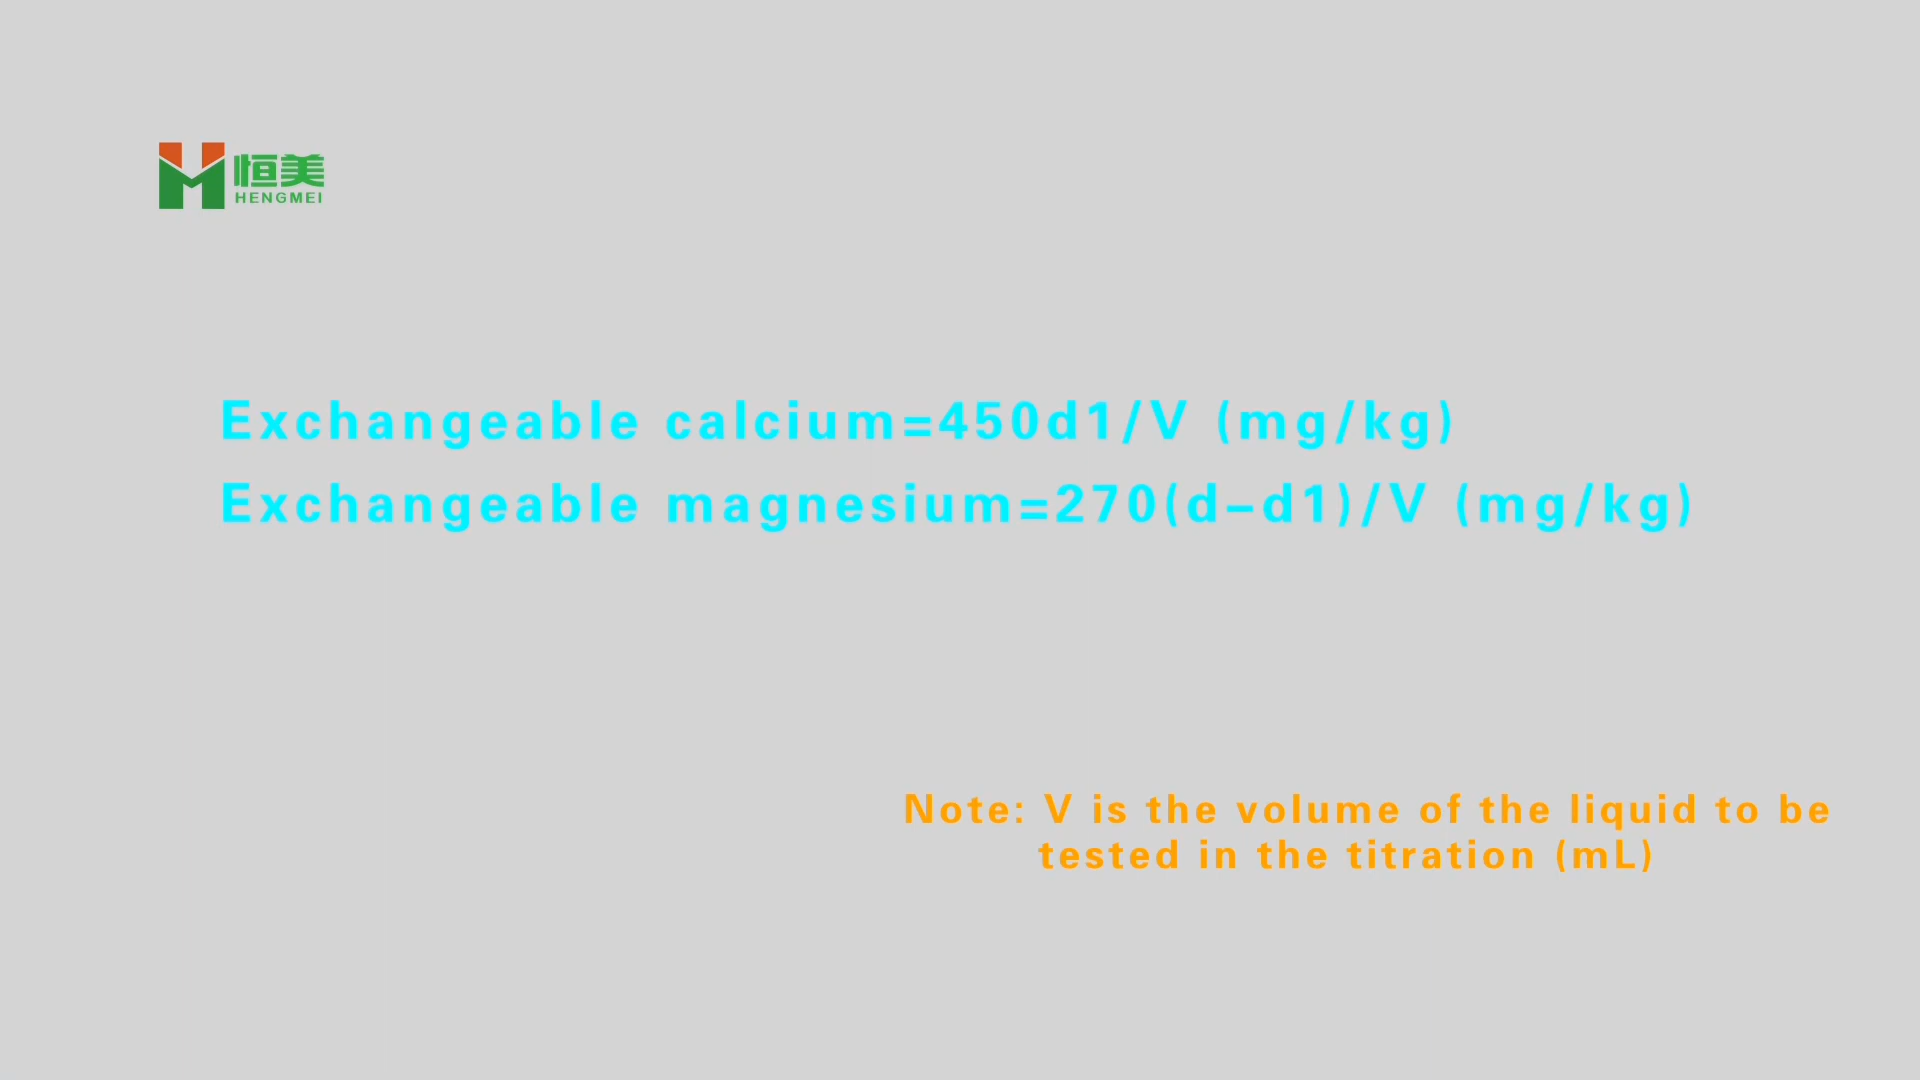 恒美
HENGMEI
Exchangeable calcium=450d1/V (mg/kg)
Exchangeable magnesium=270(d–d1)/V (mg/kg)
Note: V is the volume of the liquid to be
tested in the titration (mL)